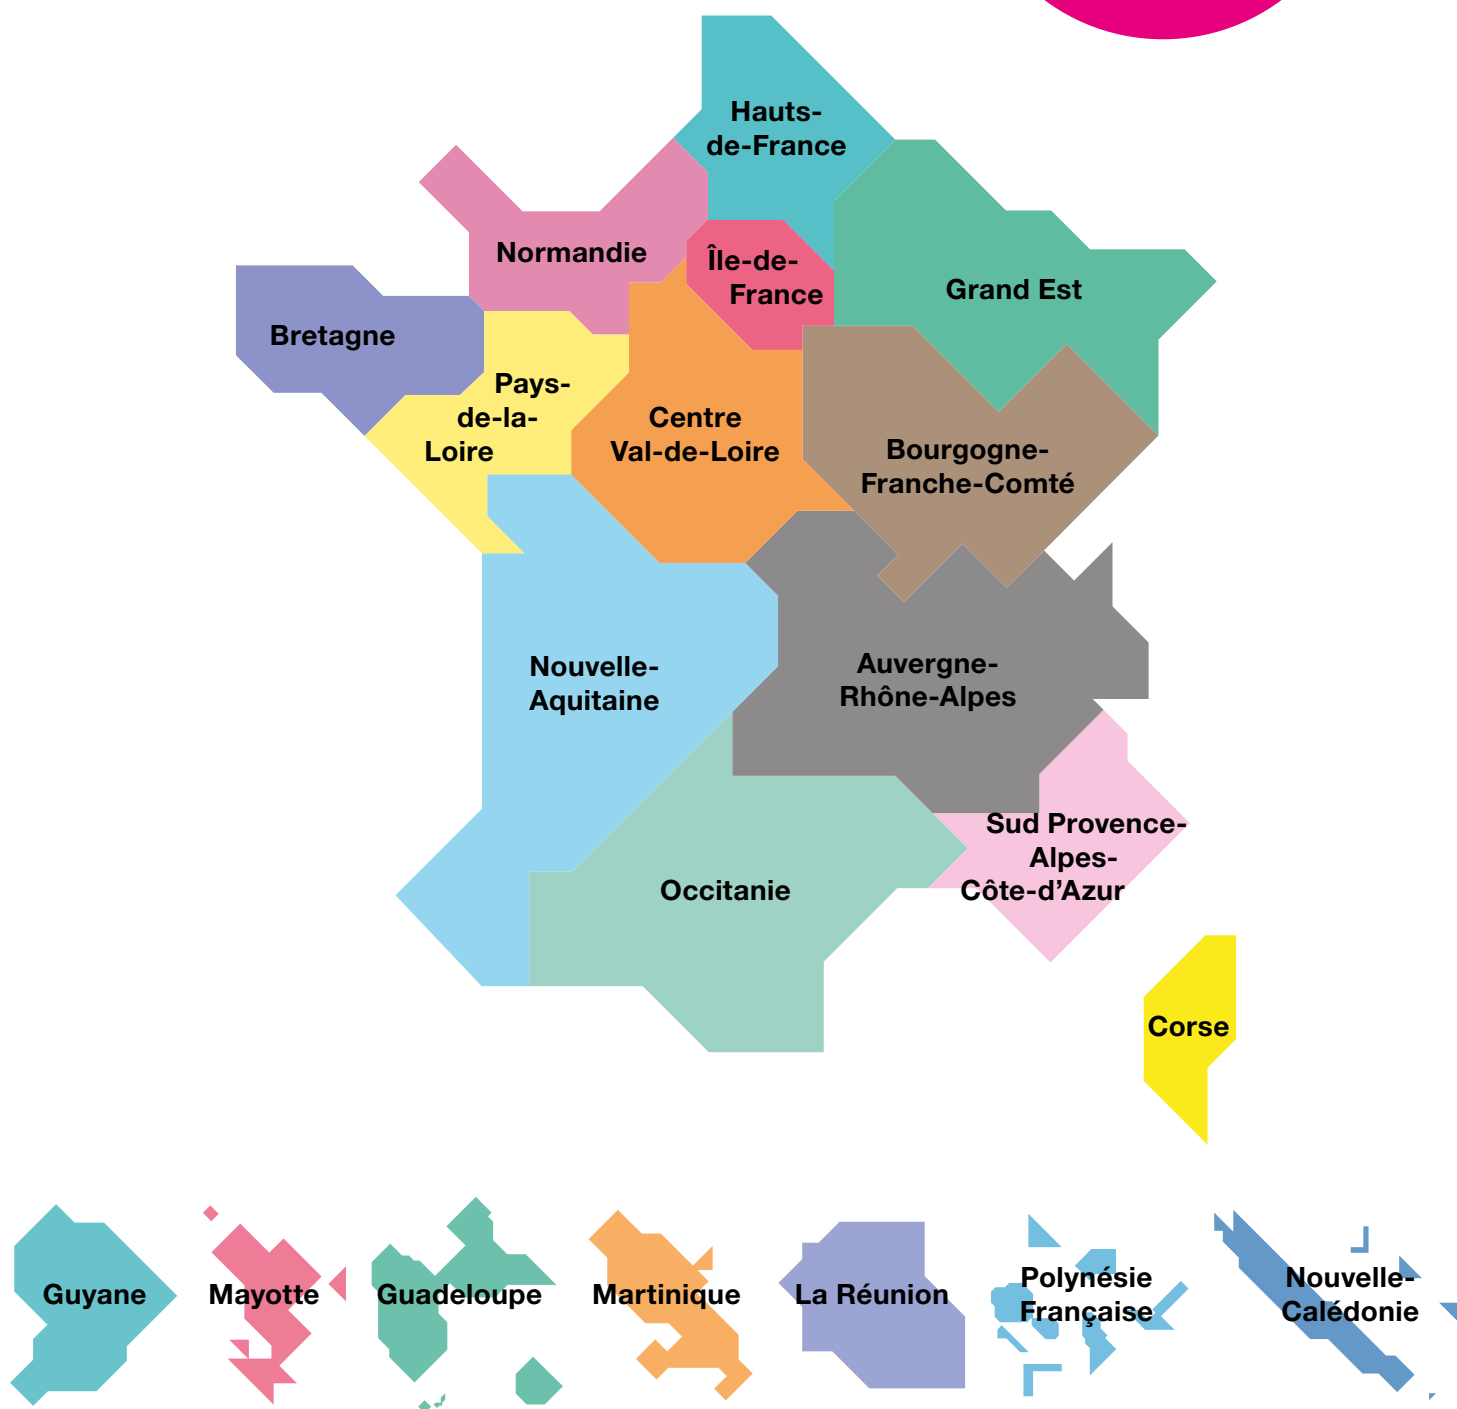 Hauts-
de-France
Normandie
Île-de-
France
Grand Est
Bretagne
Pays-
de-la-
Loire
Centre
Val-de-Loire
Bourgogne-
Franche-Comté
Nouvelle-
Aquitaine
Auvergne-
Rhône-Alpes
Sud Provence-
Alpes-
Côte-d’Azur
Occitanie
Corse
Guyane
Mayotte
Guadeloupe
Martinique
La Réunion
Polynésie
Française
Nouvelle-
Calédonie